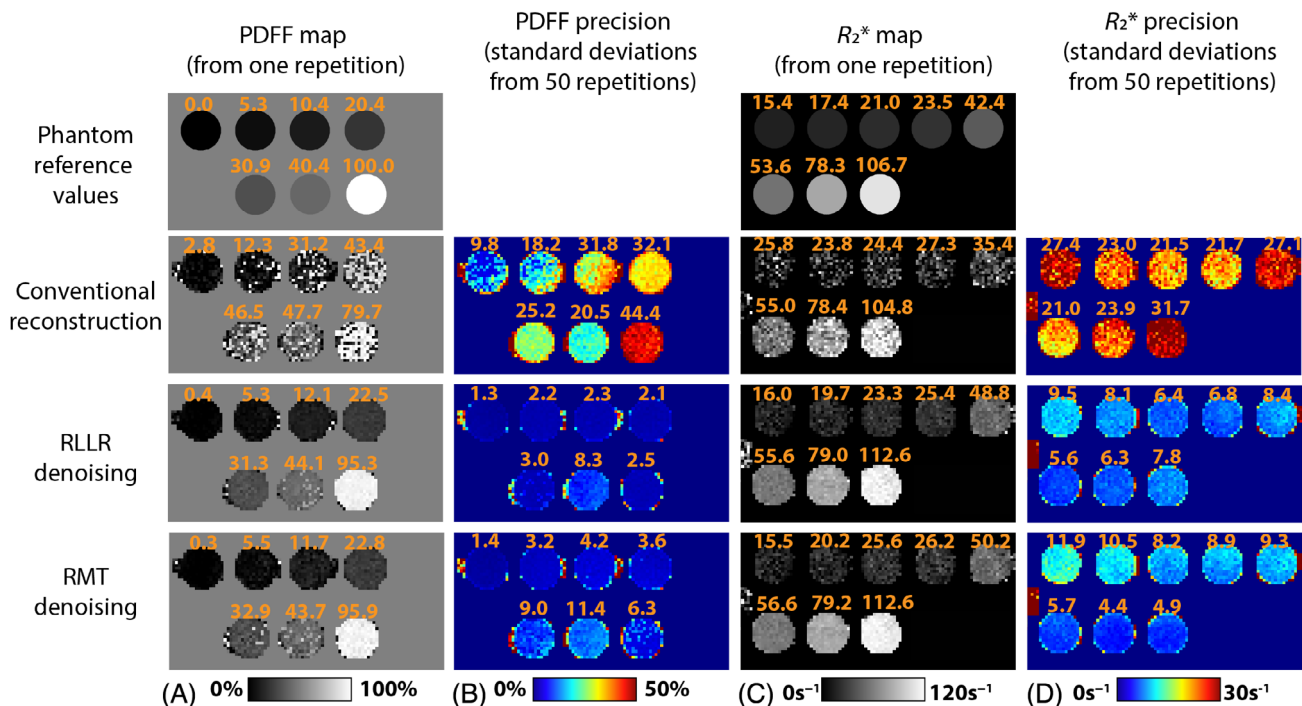 PDFF map
(from one repetition)
PDFF precision
(standard deviations
from 50 repetitions)
R₂* map
(from one repetition)
R₂* precision
(standard deviations
from 50 repetitions)
Phantom
reference
values
0.0 5.3 10.4 20.4
30.9 40.4 100.0
15.4 17.4 21.0 23.5 42.4
53.6 78.3 106.7
Conventional
reconstruction
2.8 12.3 31.2 43.4
46.5 47.7 79.7
9.8 18.2 31.8 32.1
25.2 20.5 44.4
25.8 23.8 24.4 27.3 35.4
55.0 78.4 104.8
27.4 23.0 21.5 21.7 27.1
21.0 23.9 31.7
RLLR
denoising
0.4 5.3 12.1 22.5
31.3 44.1 95.3
1.3 2.2 2.3 2.1
3.0 8.3 2.5
16.0 19.7 23.3 25.4 48.8
55.6 79.0 112.6
9.5 8.1 6.4 6.8 8.4
5.6 6.3 7.8
RMT
denoising
0.3 5.5 11.7 22.8
32.9 43.7 95.9
1.4 3.2 4.2 3.6
9.0 11.4 6.3
15.5 20.2 25.6 26.2 50.2
56.6 79.2 112.6
11.9 10.5 8.2 8.9 9.3
5.7 4.4 4.9
(A) 0% 100%
(B) 0% 50%
(C) 0s⁻¹ 120s⁻¹
(D) 0s⁻¹ 30s⁻¹